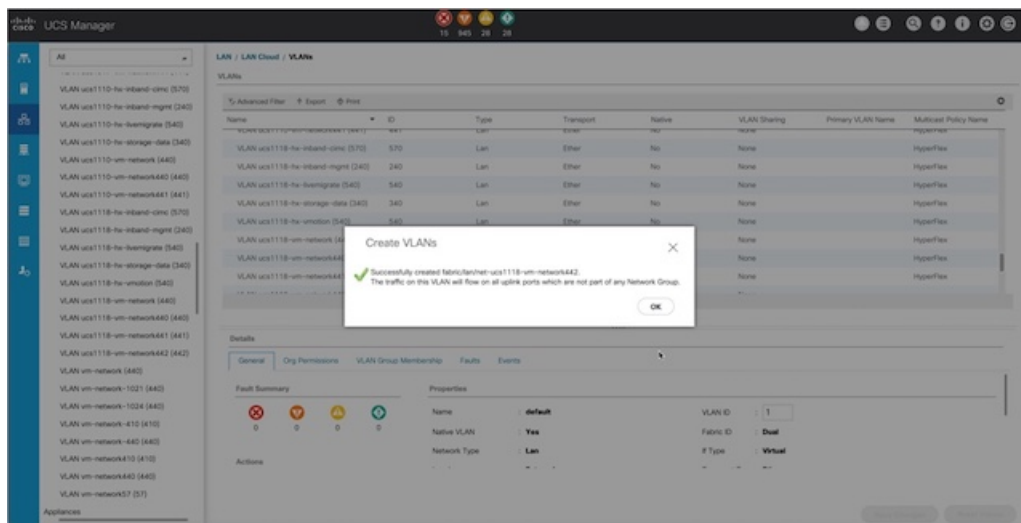 cisco UCS Manager
15 945 28 28
All
VLAN ucs1110-hx-inband-cimc (570)
VLAN ucs1110-hx-inband-mgmt (240)
VLAN ucs1110-hx-livemigrate (540)
VLAN ucs1110-hx-storage-data (340)
VLAN ucs1110-vm-network (440)
VLAN ucs1110-vm-network440 (440)
VLAN ucs1110-vm-network441 (441)
VLAN ucs1118-hx-inband-cimc (570)
VLAN ucs1118-hx-inband-mgmt (240)
VLAN ucs1118-hx-livemigrate (540)
VLAN ucs1118-hx-storage-data (340)
VLAN ucs1118-hx-vmotion (540)
VLAN ucs1118-vm-network (440)
VLAN ucs1118-vm-network440 (440)
VLAN ucs1118-vm-network441 (441)
VLAN ucs1118-vm-network442 (442)
VLAN vm-network (440)
VLAN vm-network-1021 (440)
VLAN vm-network-1024 (440)
VLAN vm-network-410 (410)
VLAN vm-network-440 (440)
VLAN vm-network410 (410)
VLAN vm-network440 (440)
VLAN vm-network57 (57)
Appliances
LAN / LAN Cloud / VLANs
VLANs
Advanced Filter Export Print
Name ID Type Transport Native VLAN Sharing Primary VLAN Name Multicast Policy Name
VLAN ucs1118-hx-inband-cimc (570) 570 Lan Ether No None HyperFlex
VLAN ucs1118-hx-inband-mgmt (240) 240 Lan Ether No None HyperFlex
VLAN ucs1118-hx-livemigrate (540) 540 Lan Ether No None HyperFlex
VLAN ucs1118-hx-storage-data (340) 340 Lan Ether No None HyperFlex
VLAN ucs1118-hx-vmotion (540) 540 Lan Ether No None HyperFlex
VLAN ucs1118-vm-network HyperFlex
HyperFlex
HyperFlex
Create VLANs
Successfully created fabric/lan/net-ucs1118-vm-network442.
The traffic on this VLAN will flow on all uplink ports which are not part of any Network Group.
OK
Details
General Org Permissions VLAN Group Membership Faults Events
Fault Summary
0 0 0 0
Actions
Properties
Name : default VLAN ID : 1
Native VLAN : Yes Fabric ID : Dual
Network Type : Lan If Type : Virtual